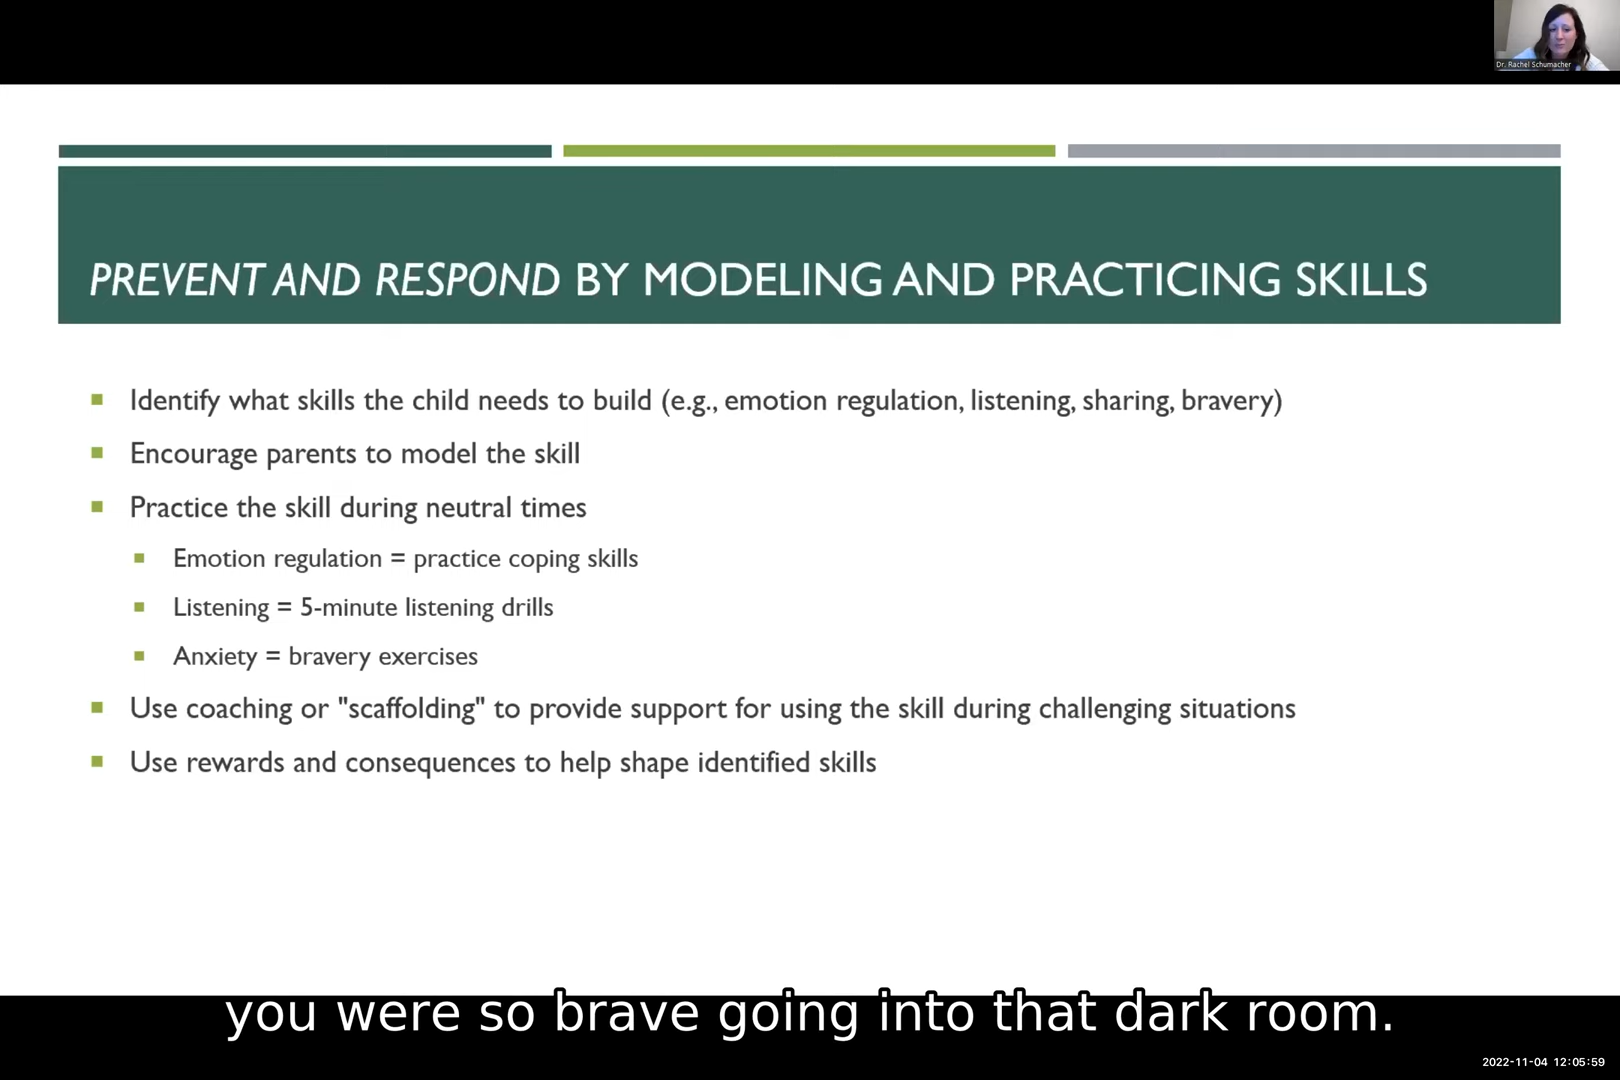 Dr. Rachel Schumacher
PREVENT AND RESPOND BY MODELING AND PRACTICING SKILLS
Identify what skills the child needs to build (e.g., emotion regulation, listening, sharing, bravery)
Encourage parents to model the skill
Practice the skill during neutral times
Emotion regulation = practice coping skills
Listening = 5-minute listening drills
Anxiety = bravery exercises
Use coaching or "scaffolding" to provide support for using the skill during challenging situations
Use rewards and consequences to help shape identified skills
you were so brave going into that dark room.
2022-11-04 12:05:59